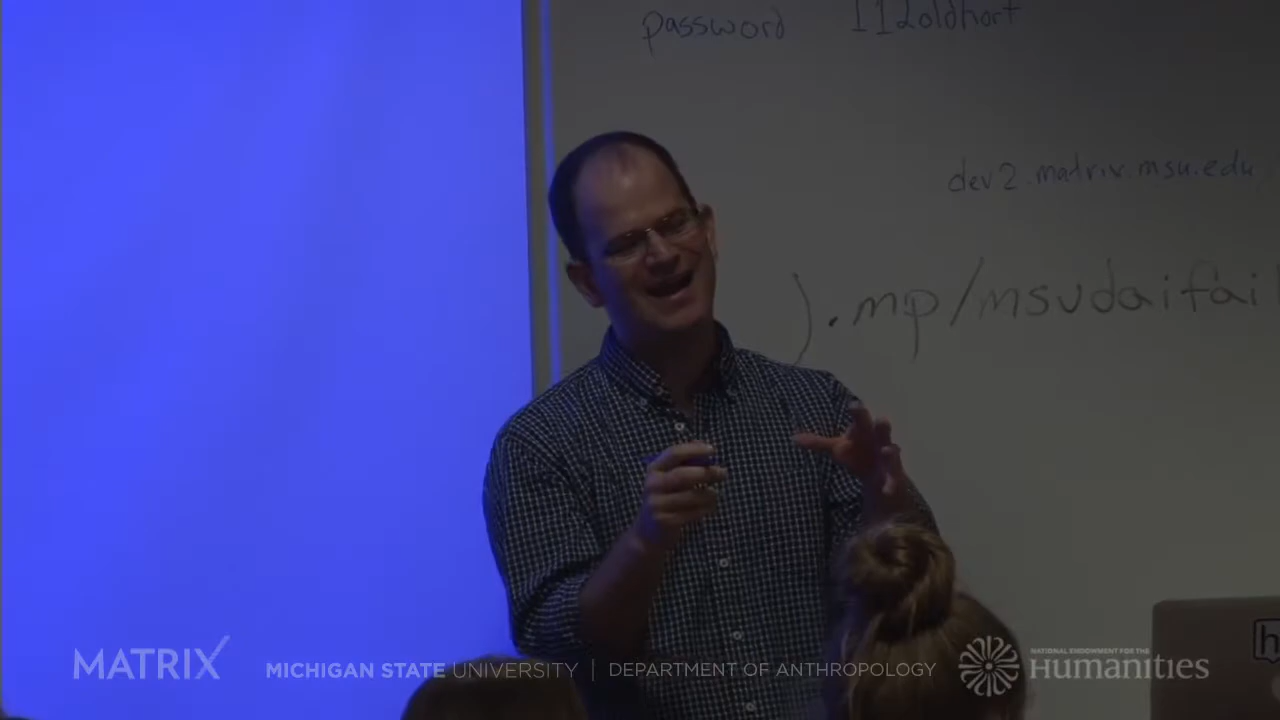 password 112oldhort
dev2.matrix.msu.edu
).mp/msudaifai
MATRIX
MICHIGAN STATE UNIVERSITY | DEPARTMENT OF ANTHROPOLOGY
NATIONAL ENDOWMENT FOR THE
Humanities
h